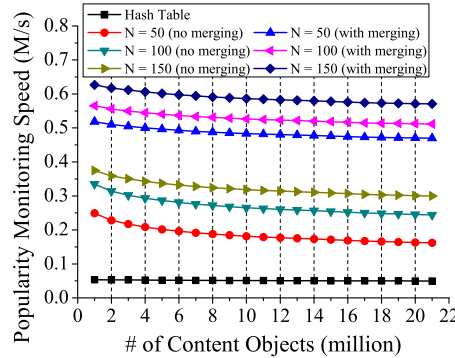 Hash Table
N = 50 (no merging) N = 50 (with merging)
N = 100 (no merging) N = 100 (with merging)
N = 150 (no merging) N = 150 (with merging)
Popularity Monitoring Speed (M/s)
0.8
0.7
0.6
0.5
0.4
0.3
0.2
0.1
0.0
0 2 4 6 8 10 12 14 16 18 20 22
# of Content Objects (million)